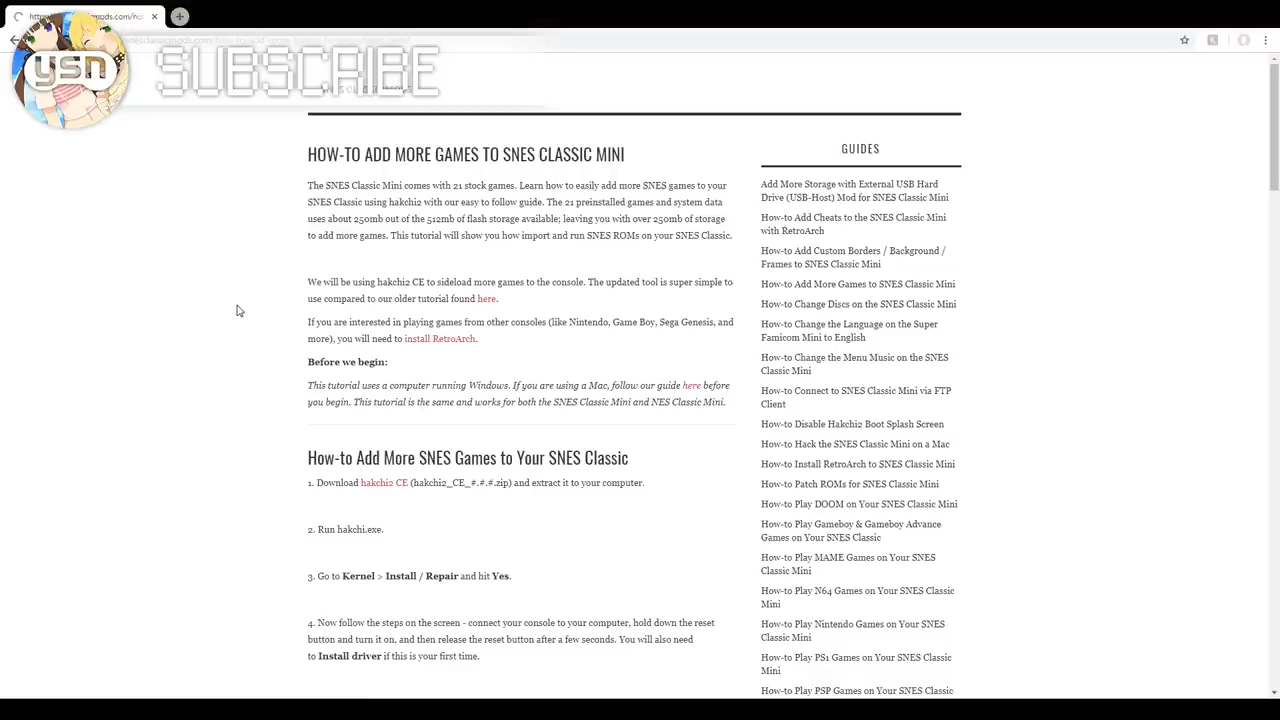 ysn
SUBSCRIBE
HOW-TO ADD MORE GAMES TO SNES CLASSIC MINI
The SNES Classic Mini comes with 21 stock games. Learn how to easily add more SNES games to your
SNES Classic using hakchi2 with our easy to follow guide. The 21 preinstalled games and system data
uses about 250mb out of the 512mb of flash storage available; leaving you with over 250mb of storage
to add more games. This tutorial will show you how import and run SNES ROMs on your SNES Classic.
We will be using hakchi2 CE to sideload more games to the console. The updated tool is super simple to
use compared to our older tutorial found here.
If you are interested in playing games from other consoles (like Nintendo, Game Boy, Sega Genesis, and
more), you will need to install RetroArch.
Before we begin:
This tutorial uses a computer running Windows. If you are using a Mac, follow our guide here before
you begin. This tutorial is the same and works for both the SNES Classic Mini and NES Classic Mini.
How-to Add More SNES Games to Your SNES Classic
1. Download hakchi2 CE (hakchi2_CE_#.#.#.zip) and extract it to your computer.
2. Run hakchi.exe.
3. Go to Kernel > Install / Repair and hit Yes.
4. Now follow the steps on the screen - connect your console to your computer, hold down the reset
button and turn it on, and then release the reset button after a few seconds. You will also need
to Install driver if this is your first time.
GUIDES
Add More Storage with External USB Hard
Drive (USB-Host) Mod for SNES Classic Mini
How-to Add Cheats to the SNES Classic Mini
with RetroArch
How-to Add Custom Borders / Background /
Frames to SNES Classic Mini
How-to Add More Games to SNES Classic Mini
How-to Change Discs on the SNES Classic Mini
How-to Change the Language on the Super
Famicom Mini to English
How-to Change the Menu Music on the SNES
Classic Mini
How-to Connect to SNES Classic Mini via FTP
Client
How-to Disable Hakchi2 Boot Splash Screen
How-to Hack the SNES Classic Mini on a Mac
How-to Install RetroArch to SNES Classic Mini
How-to Patch ROMs for SNES Classic Mini
How-to Play DOOM on Your SNES Classic Mini
How-to Play Gameboy & Gameboy Advance
Games on Your SNES Classic
How-to Play MAME Games on Your SNES
Classic Mini
How-to Play N64 Games on Your SNES Classic
Mini
How-to Play Nintendo Games on Your SNES
Classic Mini
How-to Play PS1 Games on Your SNES Classic
Mini
How-to Play PSP Games on Your SNES Classic